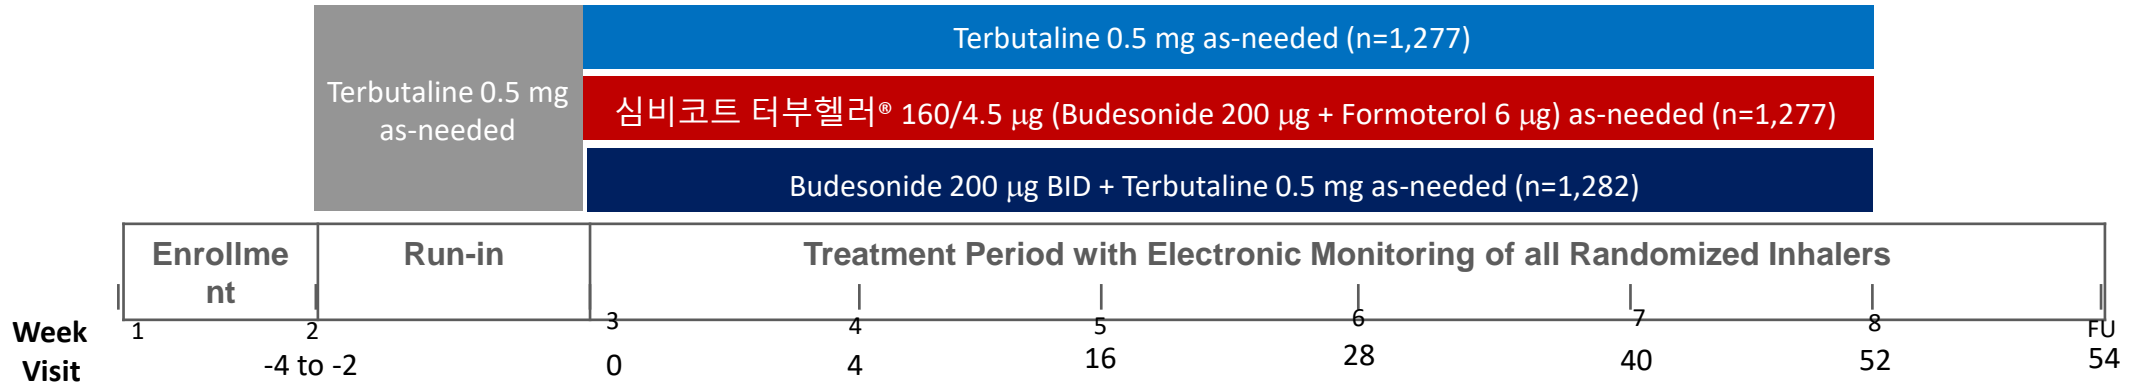 Terbutaline 0.5 mg as-needed (n=1,277)
Terbutaline 0.5 mg
as-needed
심비코트 터부헬러® 160/4.5 μg (Budesonide 200 μg + Formoterol 6 μg) as-needed (n=1,277)
Budesonide 200 μg BID + Terbutaline 0.5 mg as-needed (n=1,282)
Enrollme
nt
Run-in
Treatment Period with Electronic Monitoring of all Randomized Inhalers
Week 1 2 3 4 5 6 7 8 FU
Visit -4 to -2 0 4 16 28 40 52 54